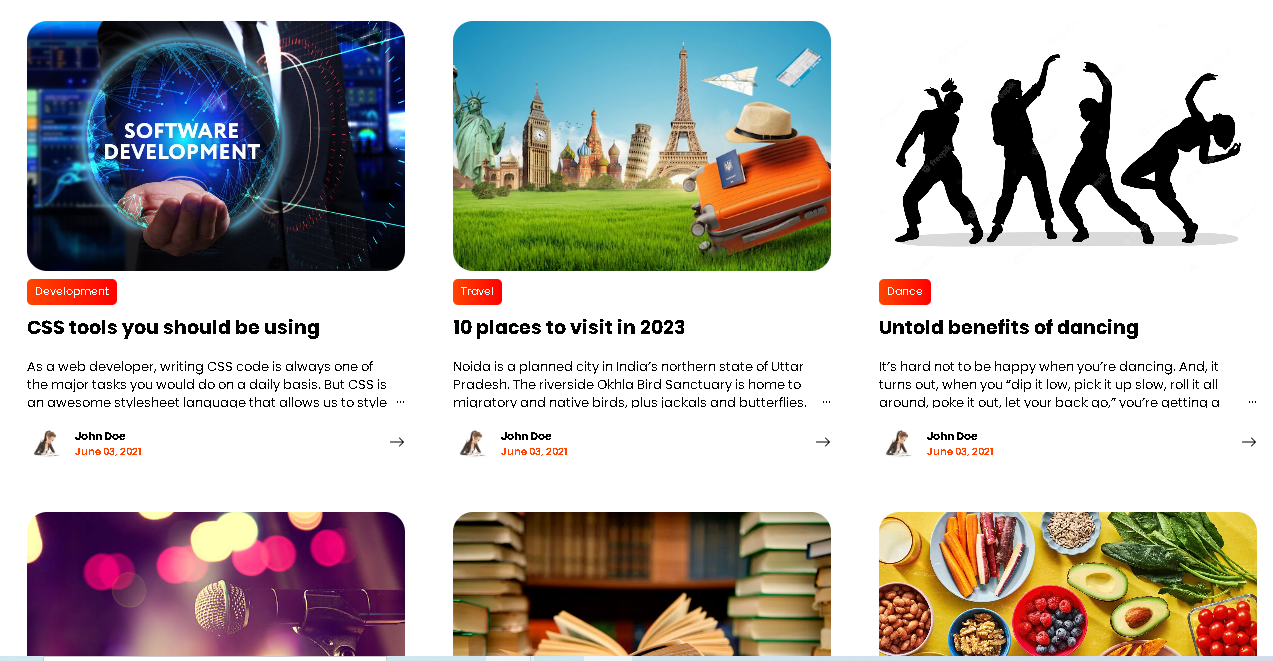 SOFTWARE
DEVELOPMENT
Development
CSS tools you should be using
As a web developer, writing CSS code is always one of
the major tasks you would do on a daily basis. But CSS is
an awesome stylesheet language that allows us to style ...
John Doe
June 03, 2021
Travel
10 places to visit in 2023
Noida is a planned city in India’s northern state of Uttar
Pradesh. The riverside Okhla Bird Sanctuary is home to
migratory and native birds, plus jackals and butterflies. ...
John Doe
June 03, 2021
Dance
Untold benefits of dancing
It’s hard not to be happy when you’re dancing. And, it
turns out, when you “dip it low, pick it up slow, roll it all
around, poke it out, let your back go,” you’re getting a ...
John Doe
June 03, 2021